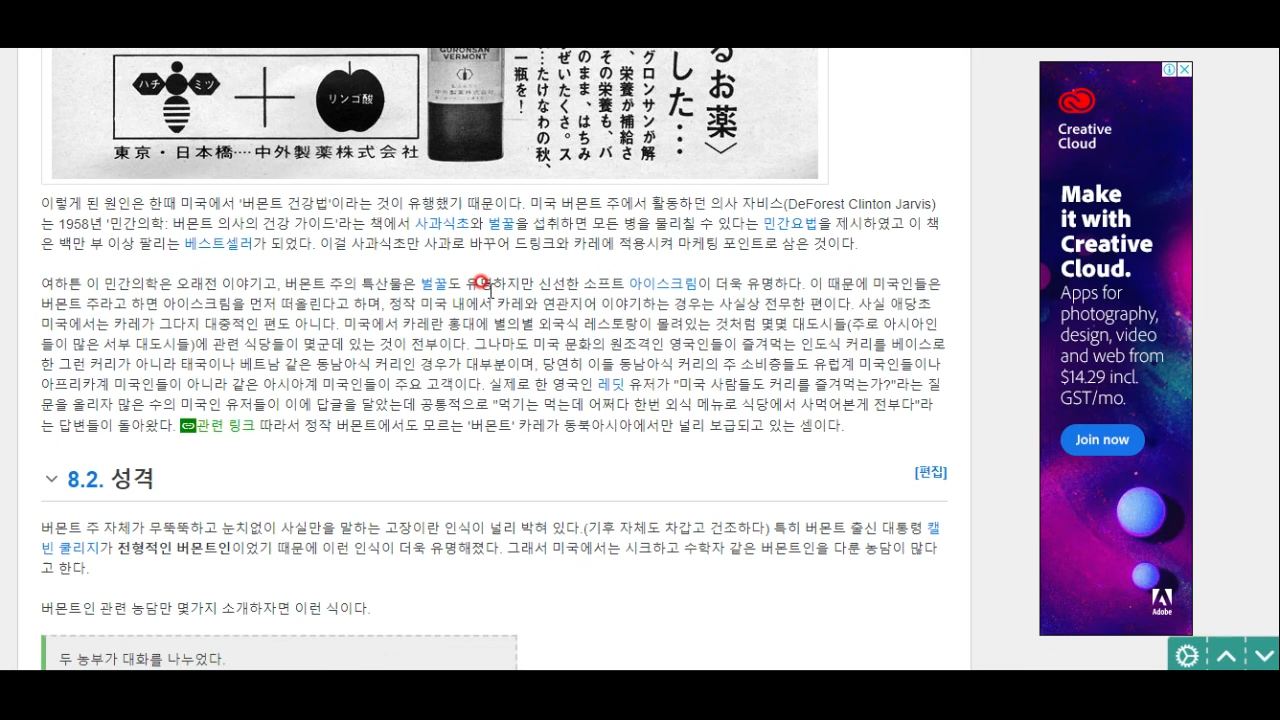 GURONSAN
VERMONT
ハチ
ミツ
リンゴ酸
東京・日本橋‥‥中外製薬株式会社
るお薬〉
した…
グロンサンが解
、栄養が補給さ
その栄養も、バ
のまま、はちみ
ぜいたくさ。ス
…たけなわの秋、
一瓶を!
이렇게 된 원인은 한때 미국에서 '버몬트 건강법'이라는 것이 유행했기 때문이다. 미국 버몬트 주에서 활동하던 의사 자비스(DeForest Clinton Jarvis)
는 1958년 '민간의학: 버몬트 의사의 건강 가이드'라는 책에서 사과식초와 벌꿀을 섭취하면 모든 병을 물리칠 수 있다는 민간요법을 제시하였고 이 책
은 백만 부 이상 팔리는 베스트셀러가 되었다. 이걸 사과식초만 사과로 바꾸어 드링크와 카레에 적용시켜 마케팅 포인트로 삼은 것이다.
여하튼 이 민간의학은 오래전 이야기고, 버몬트 주의 특산물은 벌꿀도 유명하지만 신선한 소프트 아이스크림이 더욱 유명하다. 이 때문에 미국인들은
버몬트 주라고 하면 아이스크림을 먼저 떠올린다고 하며, 정작 미국 내에서 카레와 연관지어 이야기하는 경우는 사실상 전무한 편이다. 사실 애당초
미국에서는 카레가 그다지 대중적인 편도 아니다. 미국에서 카레란 홍대에 별의별 외국식 레스토랑이 몰려있는 것처럼 몇몇 대도시들(주로 아시아인
들이 많은 서부 대도시들)에 관련 식당들이 몇군데 있는 것이 전부이다. 그나마도 미국 문화의 원조격인 영국인들이 즐겨먹는 인도식 커리를 베이스로
한 그런 커리가 아니라 태국이나 베트남 같은 동남아식 커리인 경우가 대부분이며, 당연히 이들 동남아식 커리의 주 소비층들도 유럽계 미국인들이나
아프리카계 미국인들이 아니라 같은 아시아계 미국인들이 주요 고객이다. 실제로 한 영국인 레딧 유저가 "미국 사람들도 커리를 즐겨먹는가?"라는 질
문을 올리자 많은 수의 미국인 유저들이 이에 답글을 달았는데 공통적으로 "먹기는 먹는데 어쩌다 한번 외식 메뉴로 식당에서 사먹어본게 전부다"라
는 답변들이 돌아왔다. 관련 링크 따라서 정작 버몬트에서도 모르는 '버몬트' 카레가 동북아시아에서만 널리 보급되고 있는 셈이다.
8.2. 성격
[편집]
버몬트 주 자체가 무뚝뚝하고 눈치없이 사실만을 말하는 고장이란 인식이 널리 박혀 있다.(기후 자체도 차갑고 건조하다) 특히 버몬트 출신 대통령 캘
빈 쿨리지가 전형적인 버몬트인이었기 때문에 이런 인식이 더욱 유명해졌다. 그래서 미국에서는 시크하고 수학자 같은 버몬트인을 다룬 농담이 많다
고 한다.
버몬트인 관련 농담만 몇가지 소개하자면 이런 식이다.
두 농부가 대화를 나누었다.
Creative
Cloud
Make
it with
Creative
Cloud.
Apps for
photography,
design, video
and web from
$14.29 incl.
GST/mo.
Join now
Adobe